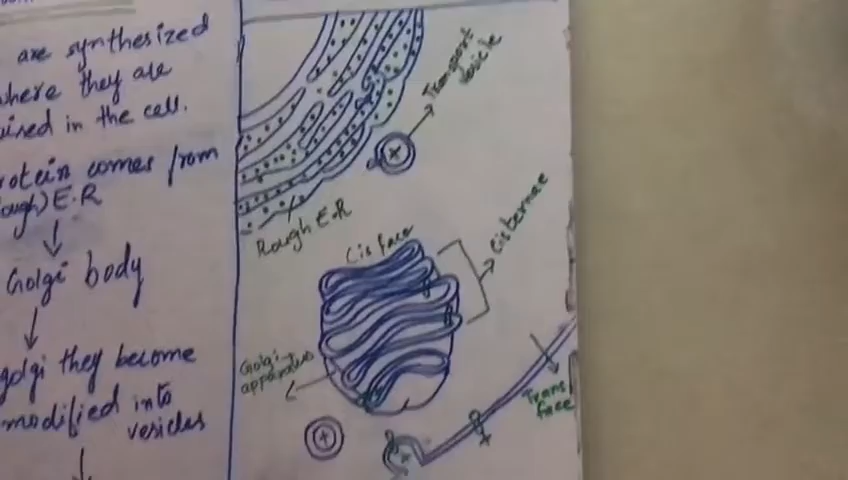 are synthesized
where they are
in the cell.
protein comes from
E.R
Golgi body
golgi they become
modified into
vesicles
Transport
vesicle
Rough E.R
Cis face
Cisternae
Golgi
apparatus
Trans
face